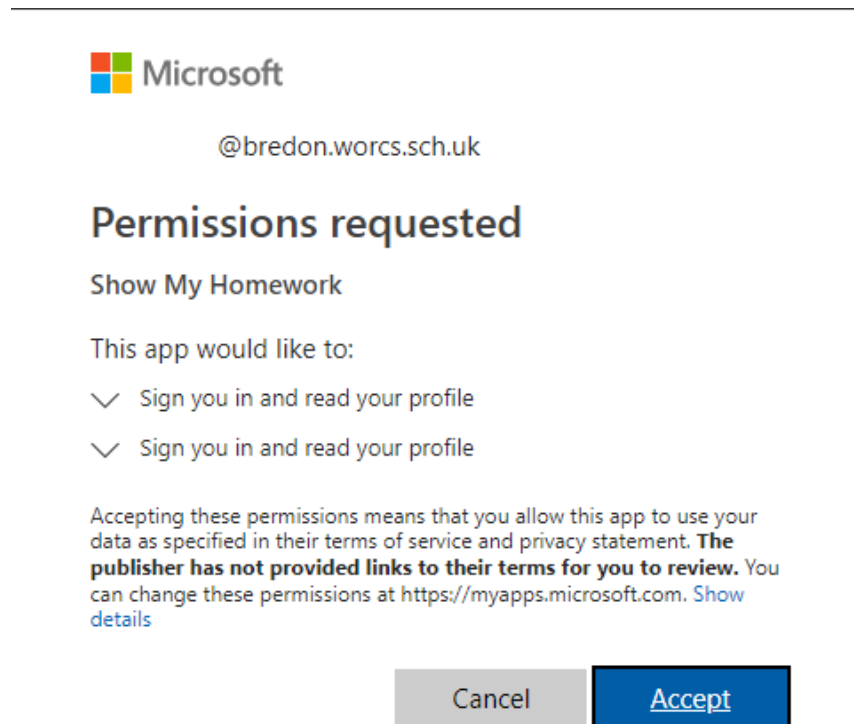 Microsoft
@bredon.worcs.sch.uk
Permissions requested
Show My Homework
This app would like to:
Sign you in and read your profile
Sign you in and read your profile
Accepting these permissions means that you allow this app to use your
data as specified in their terms of service and privacy statement. The
publisher has not provided links to their terms for you to review. You
can change these permissions at https://myapps.microsoft.com. Show
details
Cancel Accept